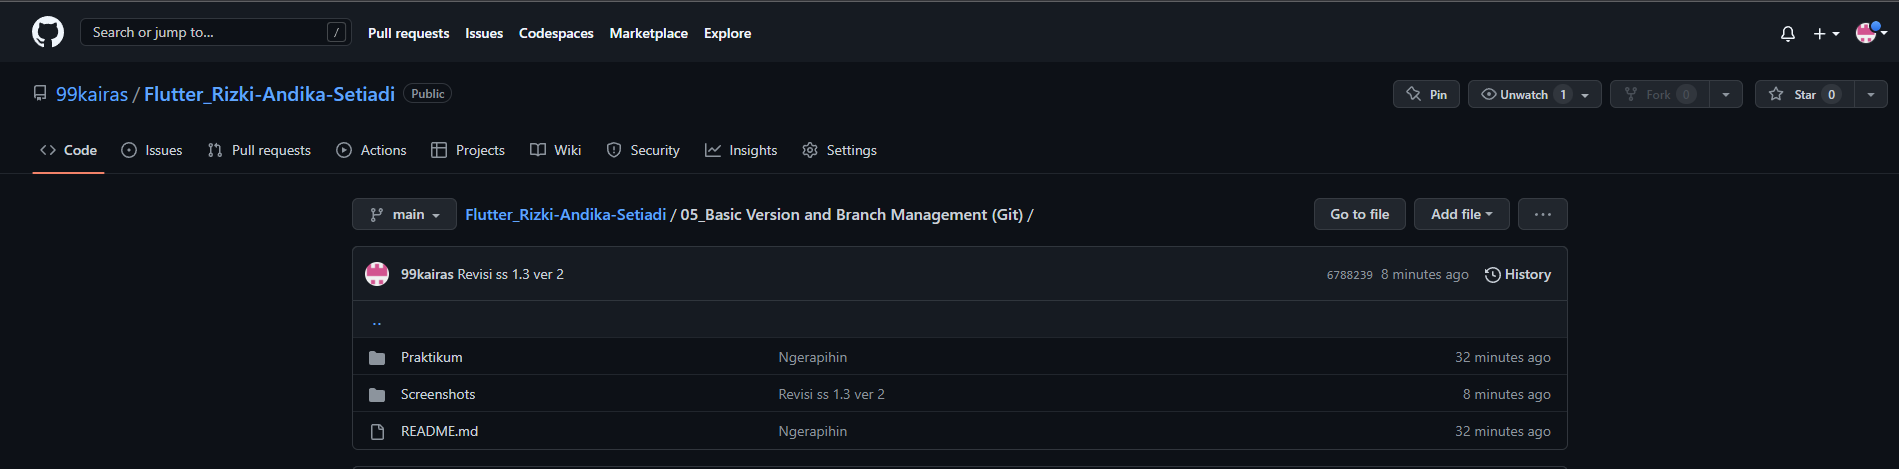 Search or jump to... /
Pull requests Issues Codespaces Marketplace Explore
99kairas / Flutter_Rizki-Andika-Setiadi Public
Pin Unwatch 1 Fork 0 Star 0
Code Issues Pull requests Actions Projects Wiki Security Insights Settings
main Flutter_Rizki-Andika-Setiadi / 05_Basic Version and Branch Management (Git) /
Go to file Add file ...
99kairas Revisi ss 1.3 ver 2 6788239 8 minutes ago History
..
Praktikum Ngerapihin 32 minutes ago
Screenshots Revisi ss 1.3 ver 2 8 minutes ago
README.md Ngerapihin 32 minutes ago